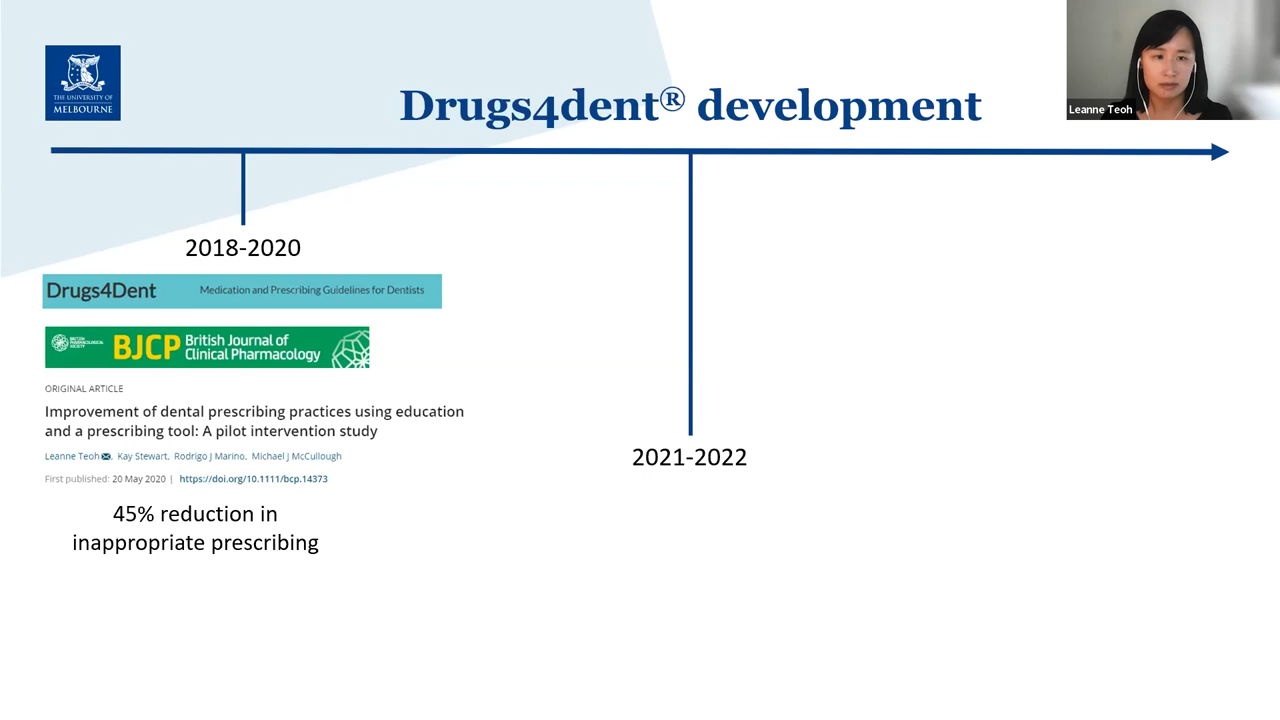 THE UNIVERSITY OF
MELBOURNE
Drugs4dent® development
Leanne Teoh
2018-2020
Drugs4Dent Medication and Prescribing Guidelines for Dentists
BRITISH
PHARMACOLOGICAL
SOCIETY
BJCP British Journal of
Clinical Pharmacology
ORIGINAL ARTICLE
Improvement of dental prescribing practices using education
and a prescribing tool: A pilot intervention study
Leanne Teoh, Kay Stewart, Rodrigo J Marino, Michael J McCullough
First published: 20 May 2020 | https://doi.org/10.1111/bcp.14373
45% reduction in
inappropriate prescribing
2021-2022